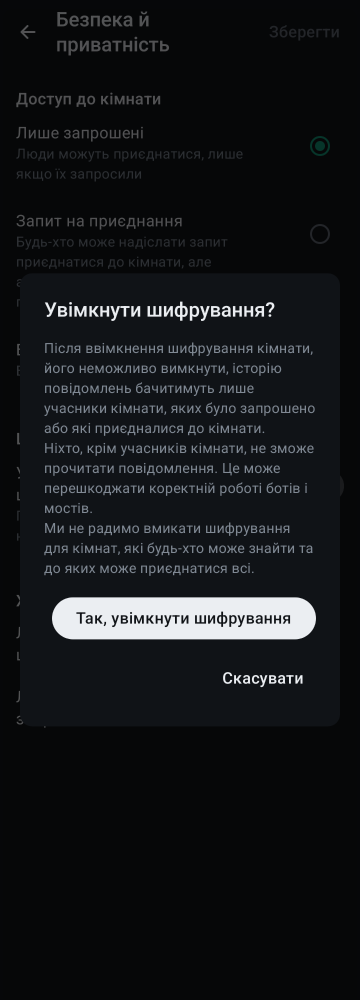 Безпека й
приватність
Зберегти
Доступ до кімнати
Лише запрошені
Люди можуть приєднатися, лише
якщо їх запросили
Запит на приєднання
Будь-хто може надіслати запит
приєднатися до кімнати, але
Увімкнути шифрування?
Після ввімкнення шифрування кімнати,
його неможливо вимкнути, історію
повідомлень бачитимуть лише
учасники кімнати, яких було запрошено
або які приєдналися до кімнати.
Ніхто, крім учасників кімнати, не зможе
прочитати повідомлення. Це може
перешкоджати коректній роботі ботів і
мостів.
Ми не радимо вмикати шифрування
для кімнат, які будь-хто може знайти та
до яких може приєднатися всі.
Так, увімкнути шифрування
Скасувати